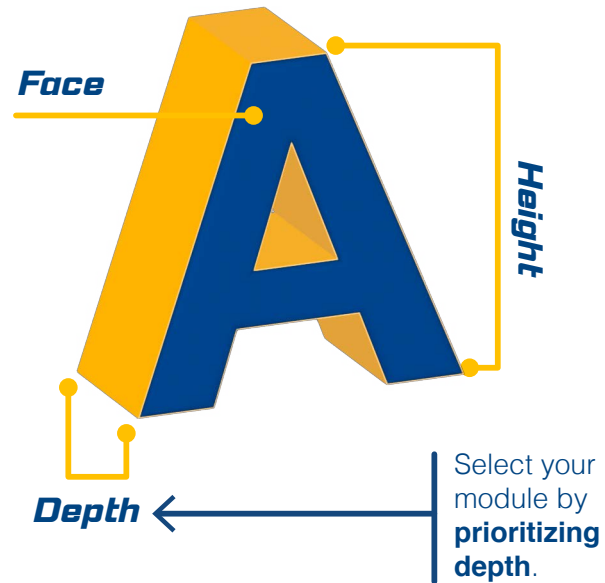 Face
Height
Depth
Select your
module by
prioritizing
depth.